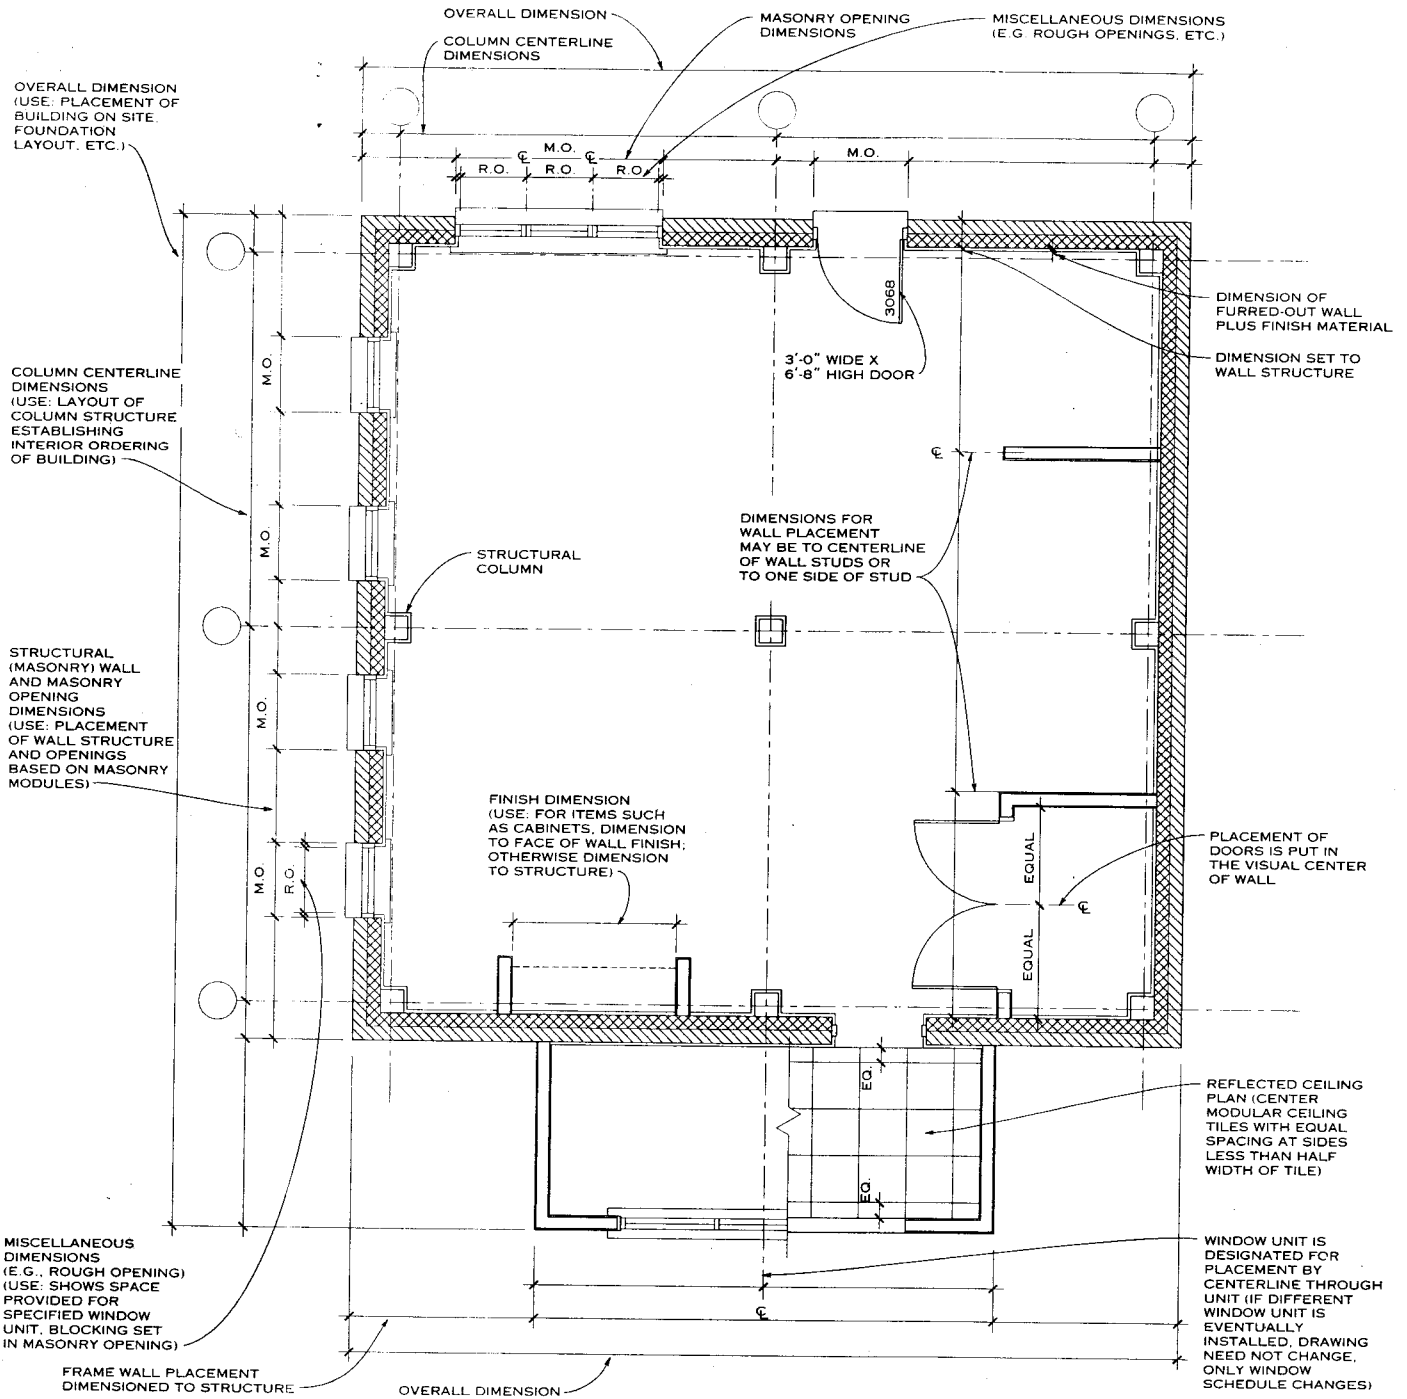 OVERALL DIMENSION
COLUMN CENTERLINE
DIMENSIONS
MASONRY OPENING
DIMENSIONS
MISCELLANEOUS DIMENSIONS
(E.G. ROUGH OPENINGS, ETC.)
OVERALL DIMENSION
(USE: PLACEMENT OF
BUILDING ON SITE,
FOUNDATION
LAYOUT, ETC.)
M.O.
M.O.
R.O.
R.O.
R.O.
℄
℄
3068
3'-0" WIDE X
6'-8" HIGH DOOR
DIMENSION OF
FURRED-OUT WALL
PLUS FINISH MATERIAL
DIMENSION SET TO
WALL STRUCTURE
COLUMN CENTERLINE
DIMENSIONS
(USE: LAYOUT OF
COLUMN STRUCTURE
ESTABLISHING
INTERIOR ORDERING
OF BUILDING)
M.O.
℄
M.O.
STRUCTURAL
COLUMN
DIMENSIONS FOR
WALL PLACEMENT
MAY BE TO CENTERLINE
OF WALL STUDS OR
TO ONE SIDE OF STUD
STRUCTURAL
(MASONRY) WALL
AND MASONRY
OPENING
DIMENSIONS
(USE: PLACEMENT
OF WALL STRUCTURE
AND OPENINGS
BASED ON MASONRY
MODULES)
M.O.
M.O.
R.O.
FINISH DIMENSION
(USE: FOR ITEMS SUCH
AS CABINETS, DIMENSION
TO FACE OF WALL FINISH;
OTHERWISE DIMENSION
TO STRUCTURE)
EQUAL
EQUAL
℄
PLACEMENT OF
DOORS IS PUT IN
THE VISUAL CENTER
OF WALL
EQ.
EQ.
REFLECTED CEILING
PLAN (CENTER
MODULAR CEILING
TILES WITH EQUAL
SPACING AT SIDES
LESS THAN HALF
WIDTH OF TILE)
MISCELLANEOUS
DIMENSIONS
(E.G., ROUGH OPENING)
(USE: SHOWS SPACE
PROVIDED FOR
SPECIFIED WINDOW
UNIT, BLOCKING SET
IN MASONRY OPENING)
WINDOW UNIT IS
DESIGNATED FOR
PLACEMENT BY
CENTERLINE THROUGH
UNIT (IF DIFFERENT
WINDOW UNIT IS
EVENTUALLY
INSTALLED, DRAWING
NEED NOT CHANGE,
ONLY WINDOW
SCHEDULE CHANGES)
℄
FRAME WALL PLACEMENT
DIMENSIONED TO STRUCTURE
OVERALL DIMENSION